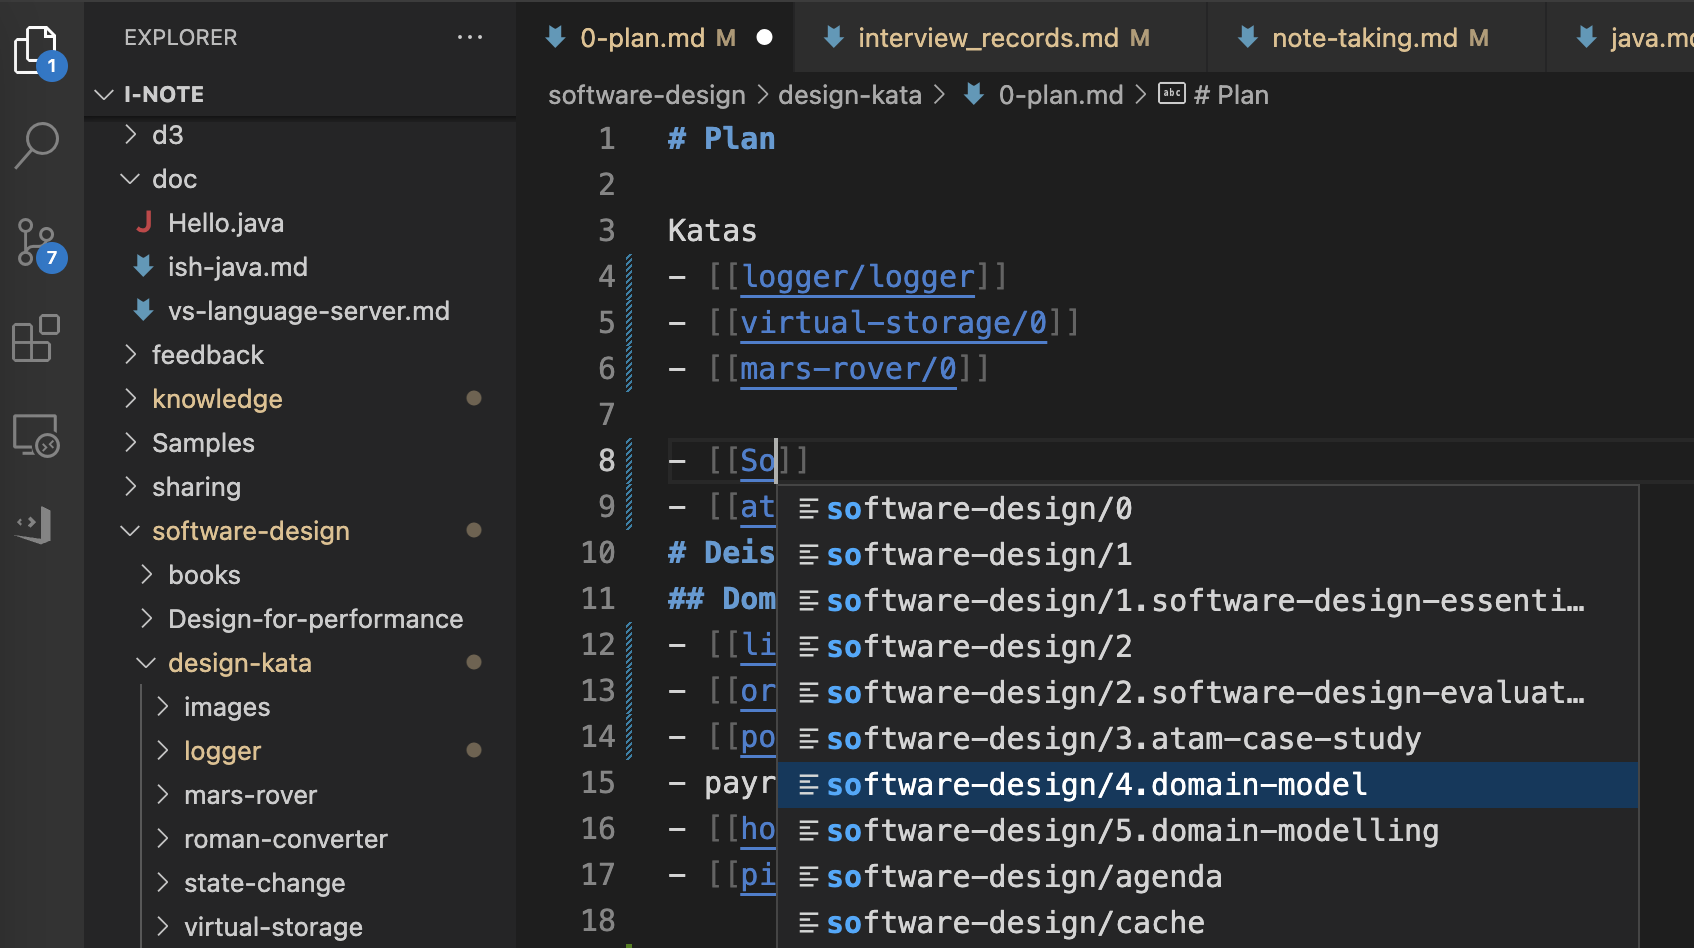 EXPLORER
1
I-NOTE
d3
doc
J Hello.java
ish-java.md
vs-language-server.md
feedback
knowledge
Samples
sharing
software-design
books
Design-for-performance
design-kata
images
logger
mars-rover
roman-converter
state-change
virtual-storage
7
0-plan.md M
interview_records.md M
note-taking.md M
java.md
software-design > design-kata > 0-plan.md > abc # Plan
1 # Plan
2
3 Katas
4 - [[logger/logger]]
5 - [[virtual-storage/0]]
6 - [[mars-rover/0]]
7
8 - [[So]]
9 - [[at
10 # Deis
11 ## Dom
12 - [[li
13 - [[or
14 - [[po
15 - payr
16 - [[ho
17 - [[pi
18
software-design/0
software-design/1
software-design/1.software-design-essenti…
software-design/2
software-design/2.software-design-evaluat…
software-design/3.atam-case-study
software-design/4.domain-model
software-design/5.domain-modelling
software-design/agenda
software-design/cache